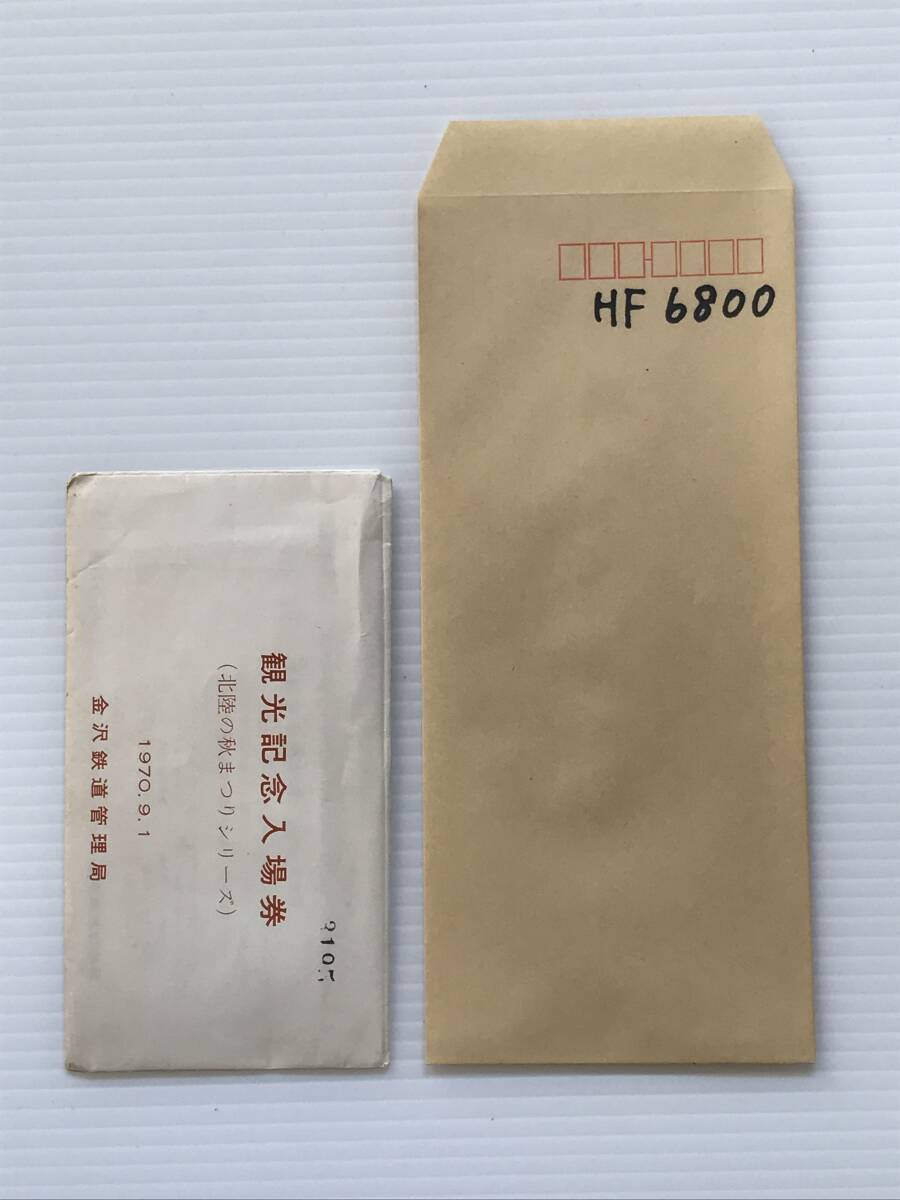 観光記念入場券
(北陸の秋まつりシリーズ)
1970.9.1
金沢鉄道管理局
HF 6800